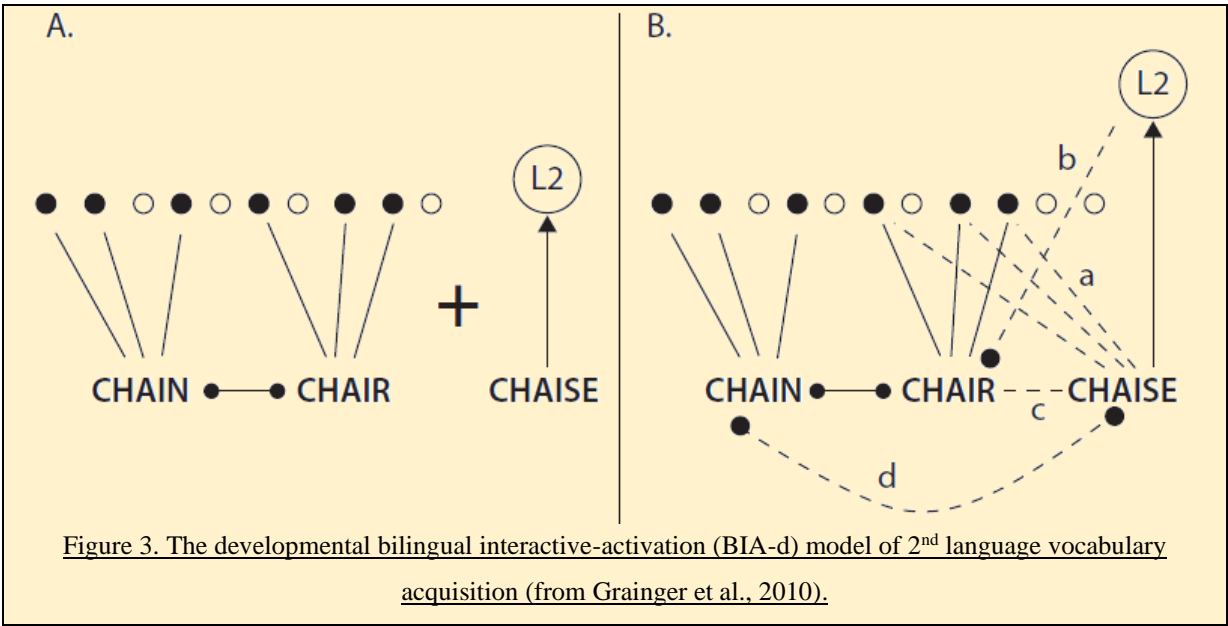 A.
L2
+
CHAIN CHAIR CHAISE
B.
L2
b
a
CHAIN CHAIR CHAISE
c
d
Figure 3. The developmental bilingual interactive-activation (BIA-d) model of 2nd language vocabulary
acquisition (from Grainger et al., 2010).